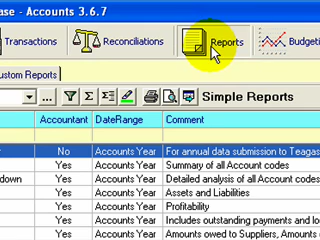 ase - Accounts 3.6.7
Transactions Reconciliations Reports Budgeti
ustom Reports
... Σ Σ Simple Reports
Accountant DateRange Comment
No Accounts Year For annual data submission to Teagas
Yes Accounts Year Summary of all Account codes
down Yes Accounts Year Detailed analysis of all Account codes
Yes Accounts Year Assets and Liabilities
Yes Accounts Year Profitability
Yes Accounts Year Includes outstanding payments and lo
Yes Accounts Year Amounts owed to Suppliers, Amounts